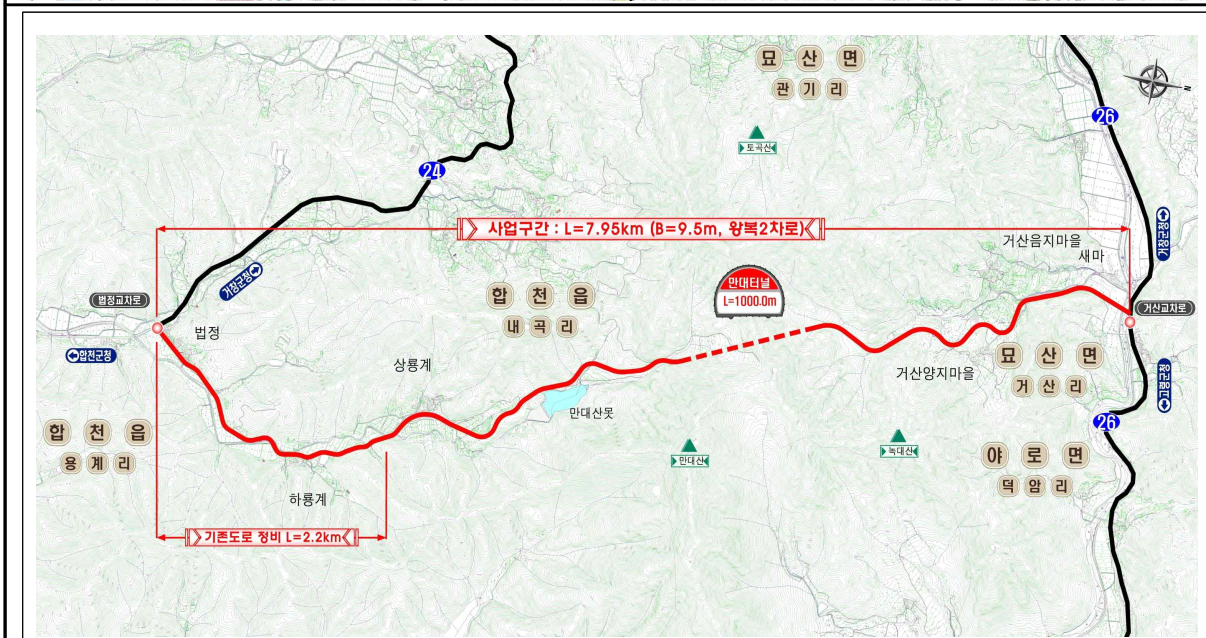 묘 산 면
관 기 리
26
N
토곡산
24
사업구간 : L=7.95km (B=9.5m, 왕복2차로)
거창군청
거산음지마을
새마
거창군청
만대터널
L=1000.0m
합 천 읍
내 곡 리
법정교차로
거산교차로
법정
합천군청
상룡계
묘 산 면
거 산 리
거산양지마을
고령군청
만대산못
합 천 읍
용 계 리
26
만대산
녹대산
야 로 면
덕 암 리
하룡계
기존도로 정비 L=2.2km